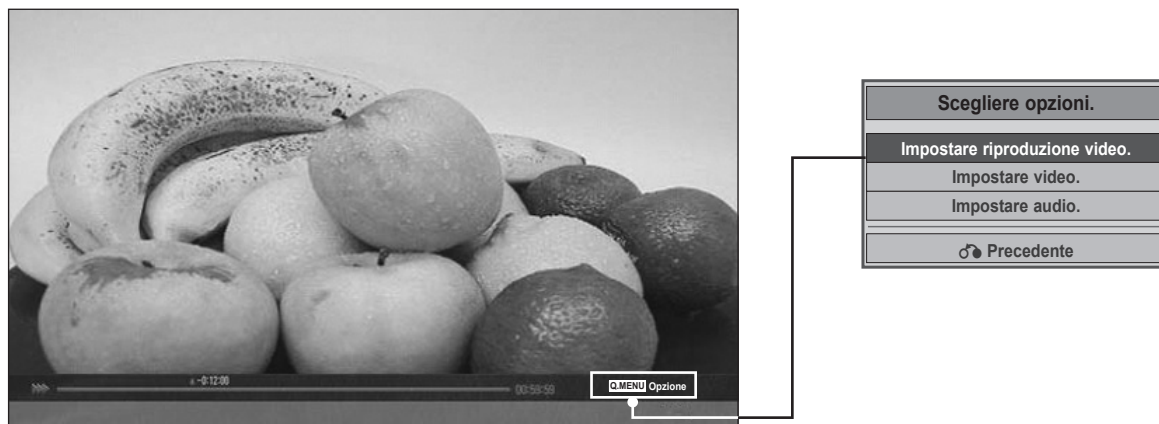 -0:12:00
00:59:59
Q.MENU Opzione
Scegliere opzioni.
Impostare riproduzione video.
Impostare video.
Impostare audio.
Precedente